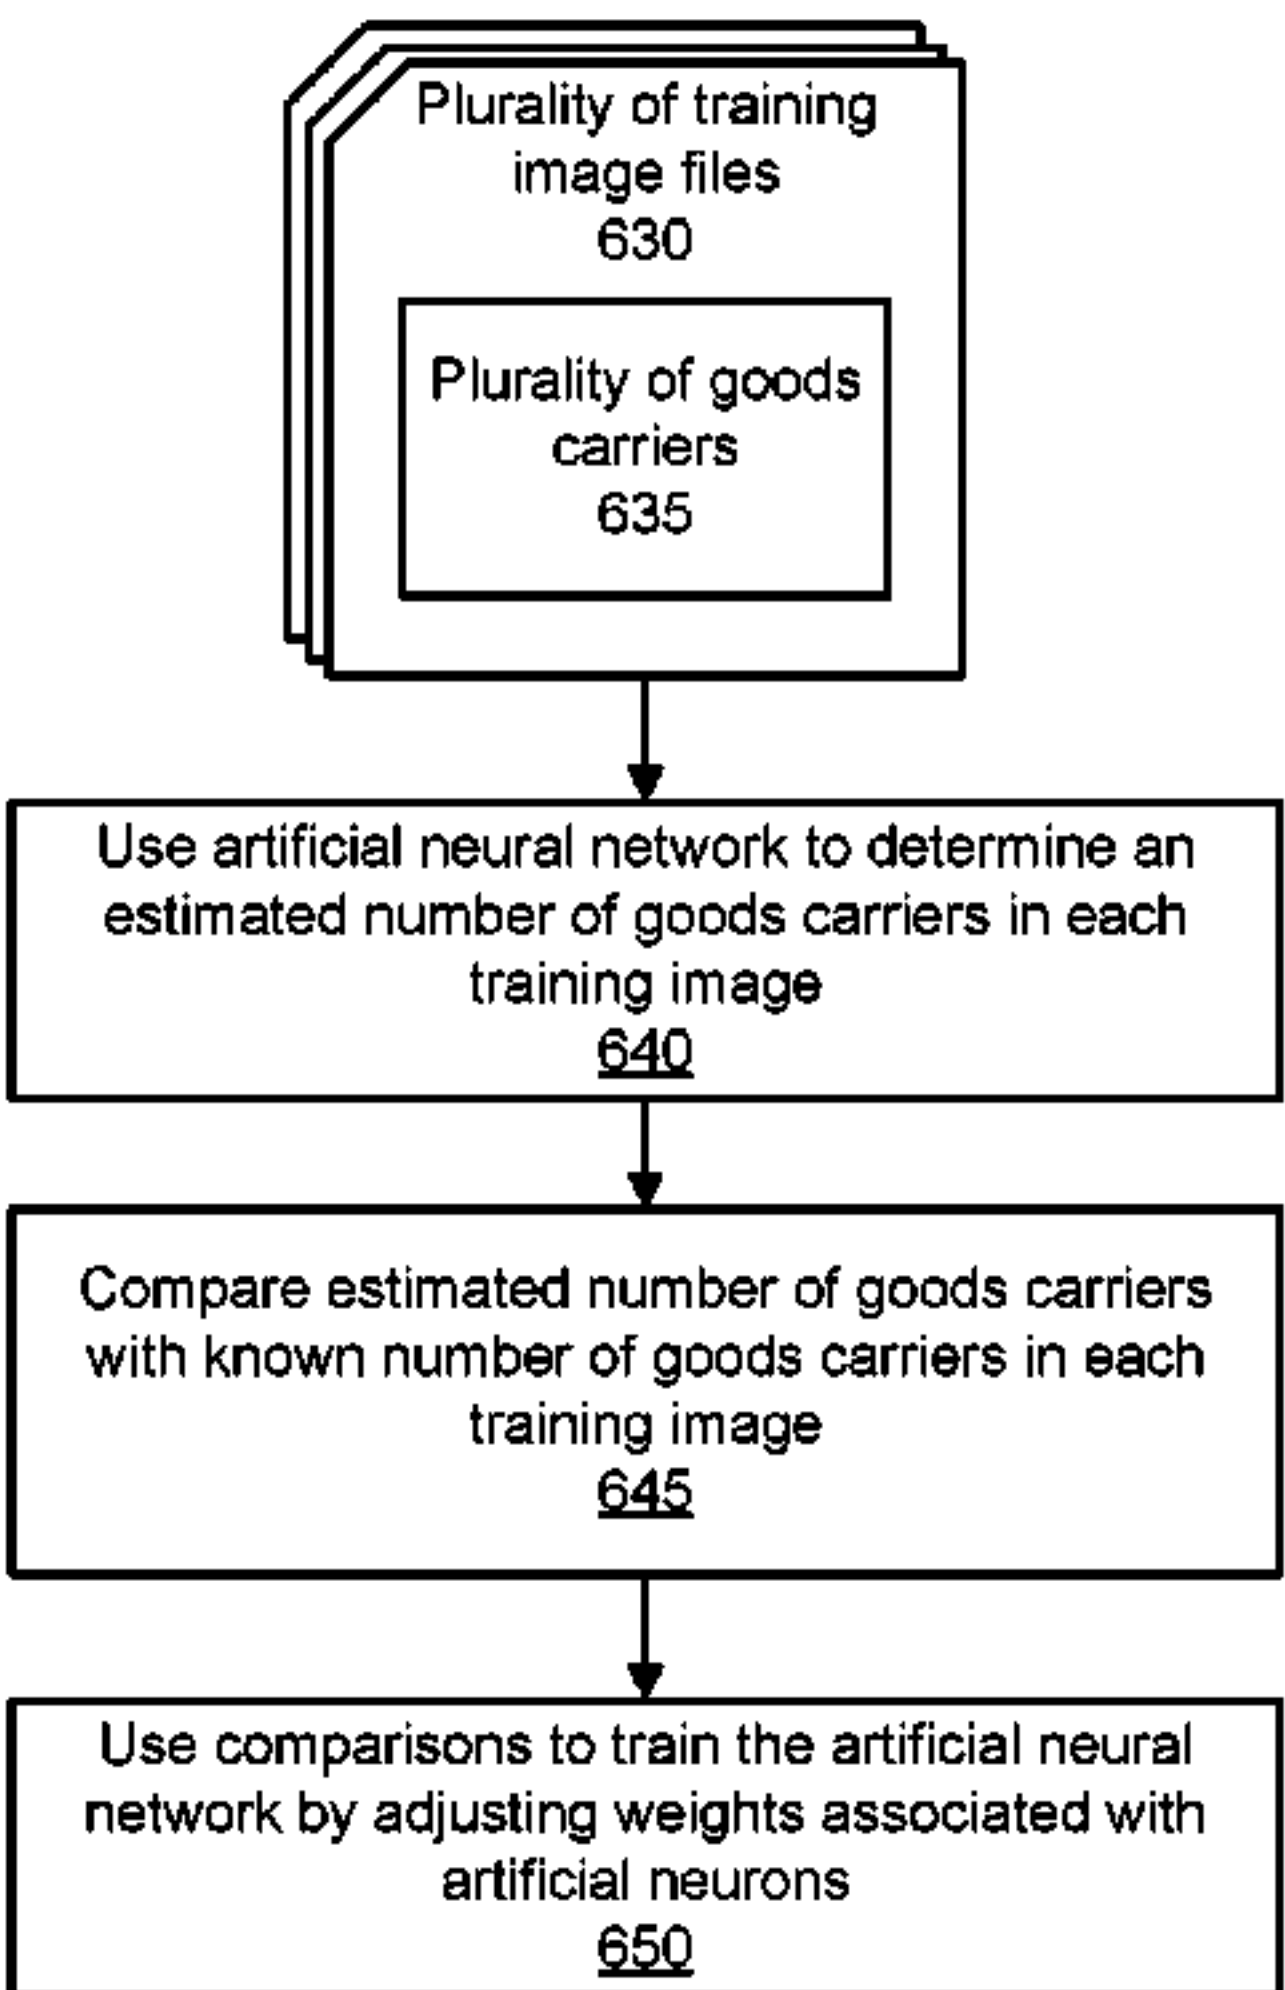 Plurality of training
image files
630
Plurality of goods
carriers
635
Use artificial neural network to determine an
estimated number of goods carriers in each
training image
640
Compare estimated number of goods carriers
with known number of goods carriers in each
training image
645
Use comparisons to train the artificial neural
network by adjusting weights associated with
artificial neurons
650